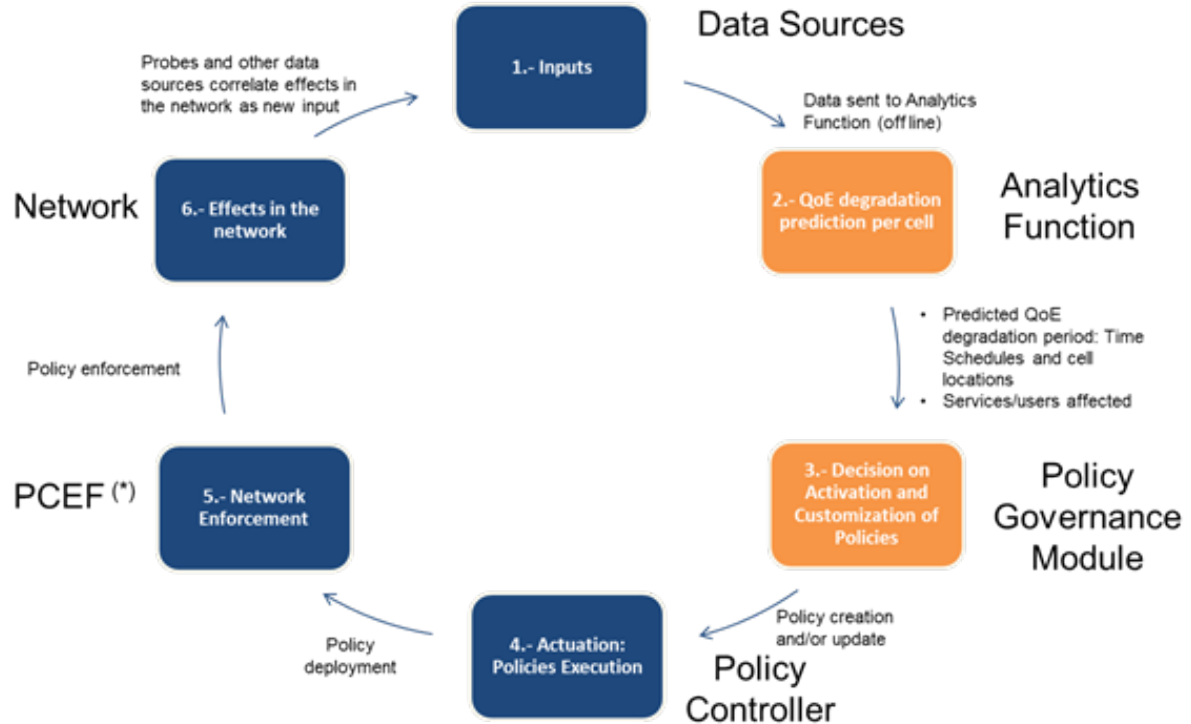 Data Sources
1.- Inputs
Probes and other data
sources correlate effects in
the network as new input
Data sent to Analytics
Function (off line)
Network
6.- Effects in the
network
2.- QoE degradation
prediction per cell
Analytics
Function
• Predicted QoE
degradation period: Time
Schedules and cell
locations
• Services/users affected
Policy enforcement
PCEF (*)
5.- Network
Enforcement
3.- Decision on
Activation and
Customization of
Policies
Policy
Governance
Module
Policy creation
and/or update
4.- Actuation:
Policies Execution
Policy
deployment
Policy
Controller